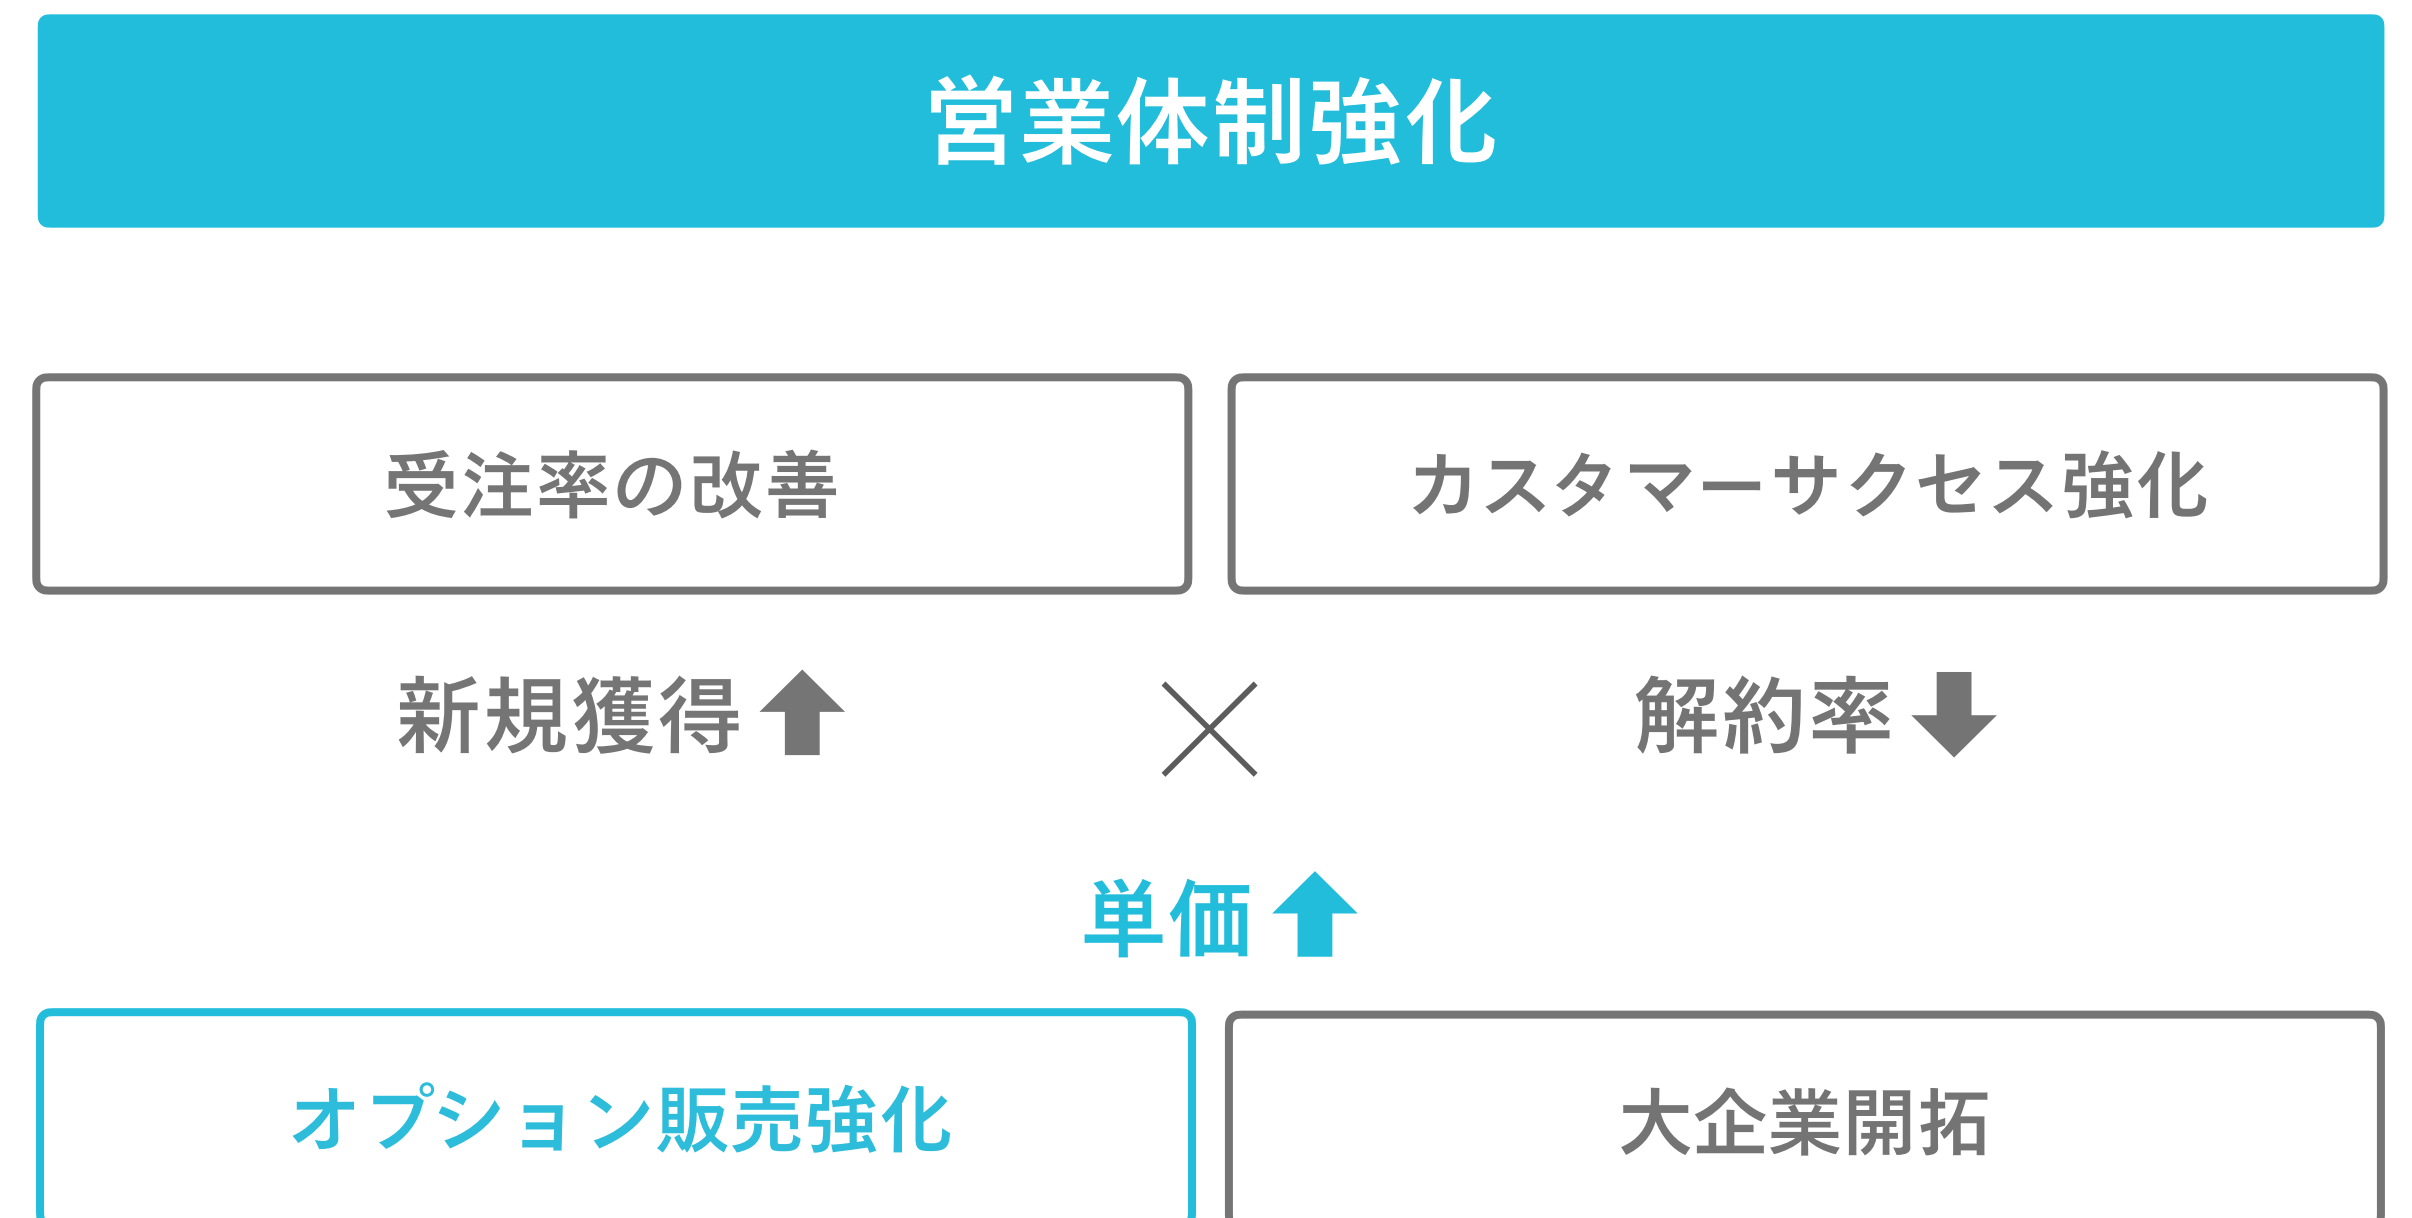 営業体制強化
受注率の改善
カスタマーサクセス強化
新規獲得
解約率
単価
オプション販売強化
大企業開拓